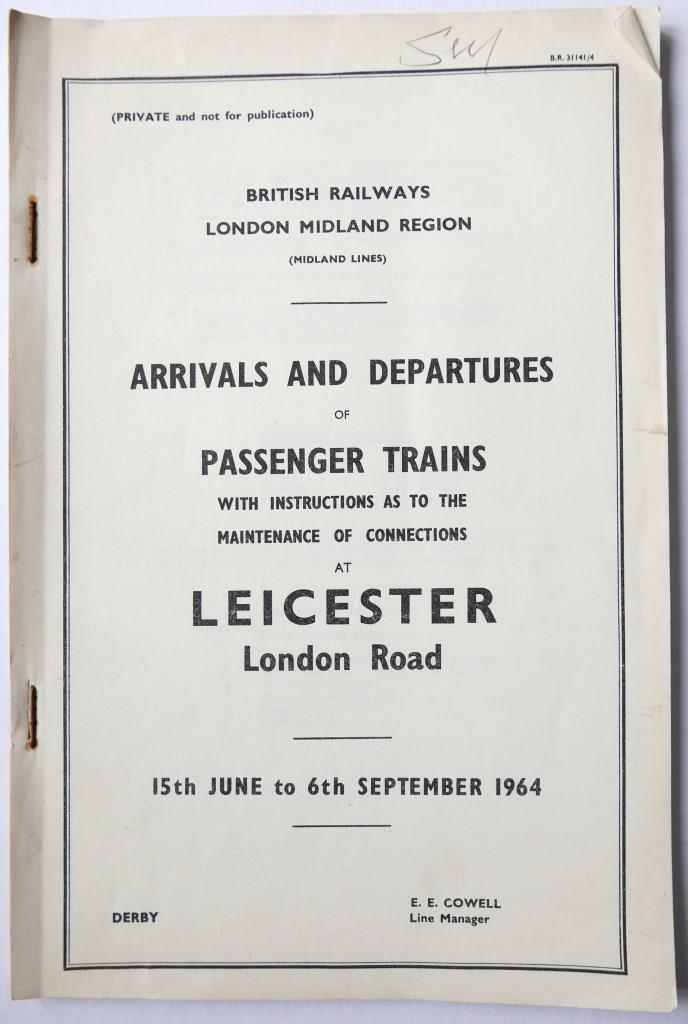 B.R. 31141/4
(PRIVATE and not for publication)
BRITISH RAILWAYS
LONDON MIDLAND REGION
(MIDLAND LINES)
ARRIVALS AND DEPARTURES
OF
PASSENGER TRAINS
WITH INSTRUCTIONS AS TO THE
MAINTENANCE OF CONNECTIONS
AT
LEICESTER
London Road
15th JUNE to 6th SEPTEMBER 1964
E. E. COWELL
DERBY Line Manager